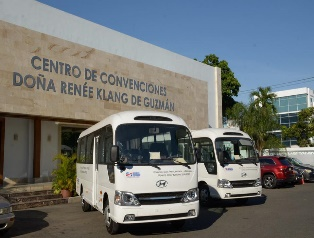 CENTRO DE CONVENCIONES
DOÑA RENÉE KLANG DE GUZMÁN